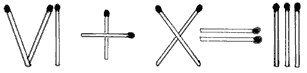 VI + X = III